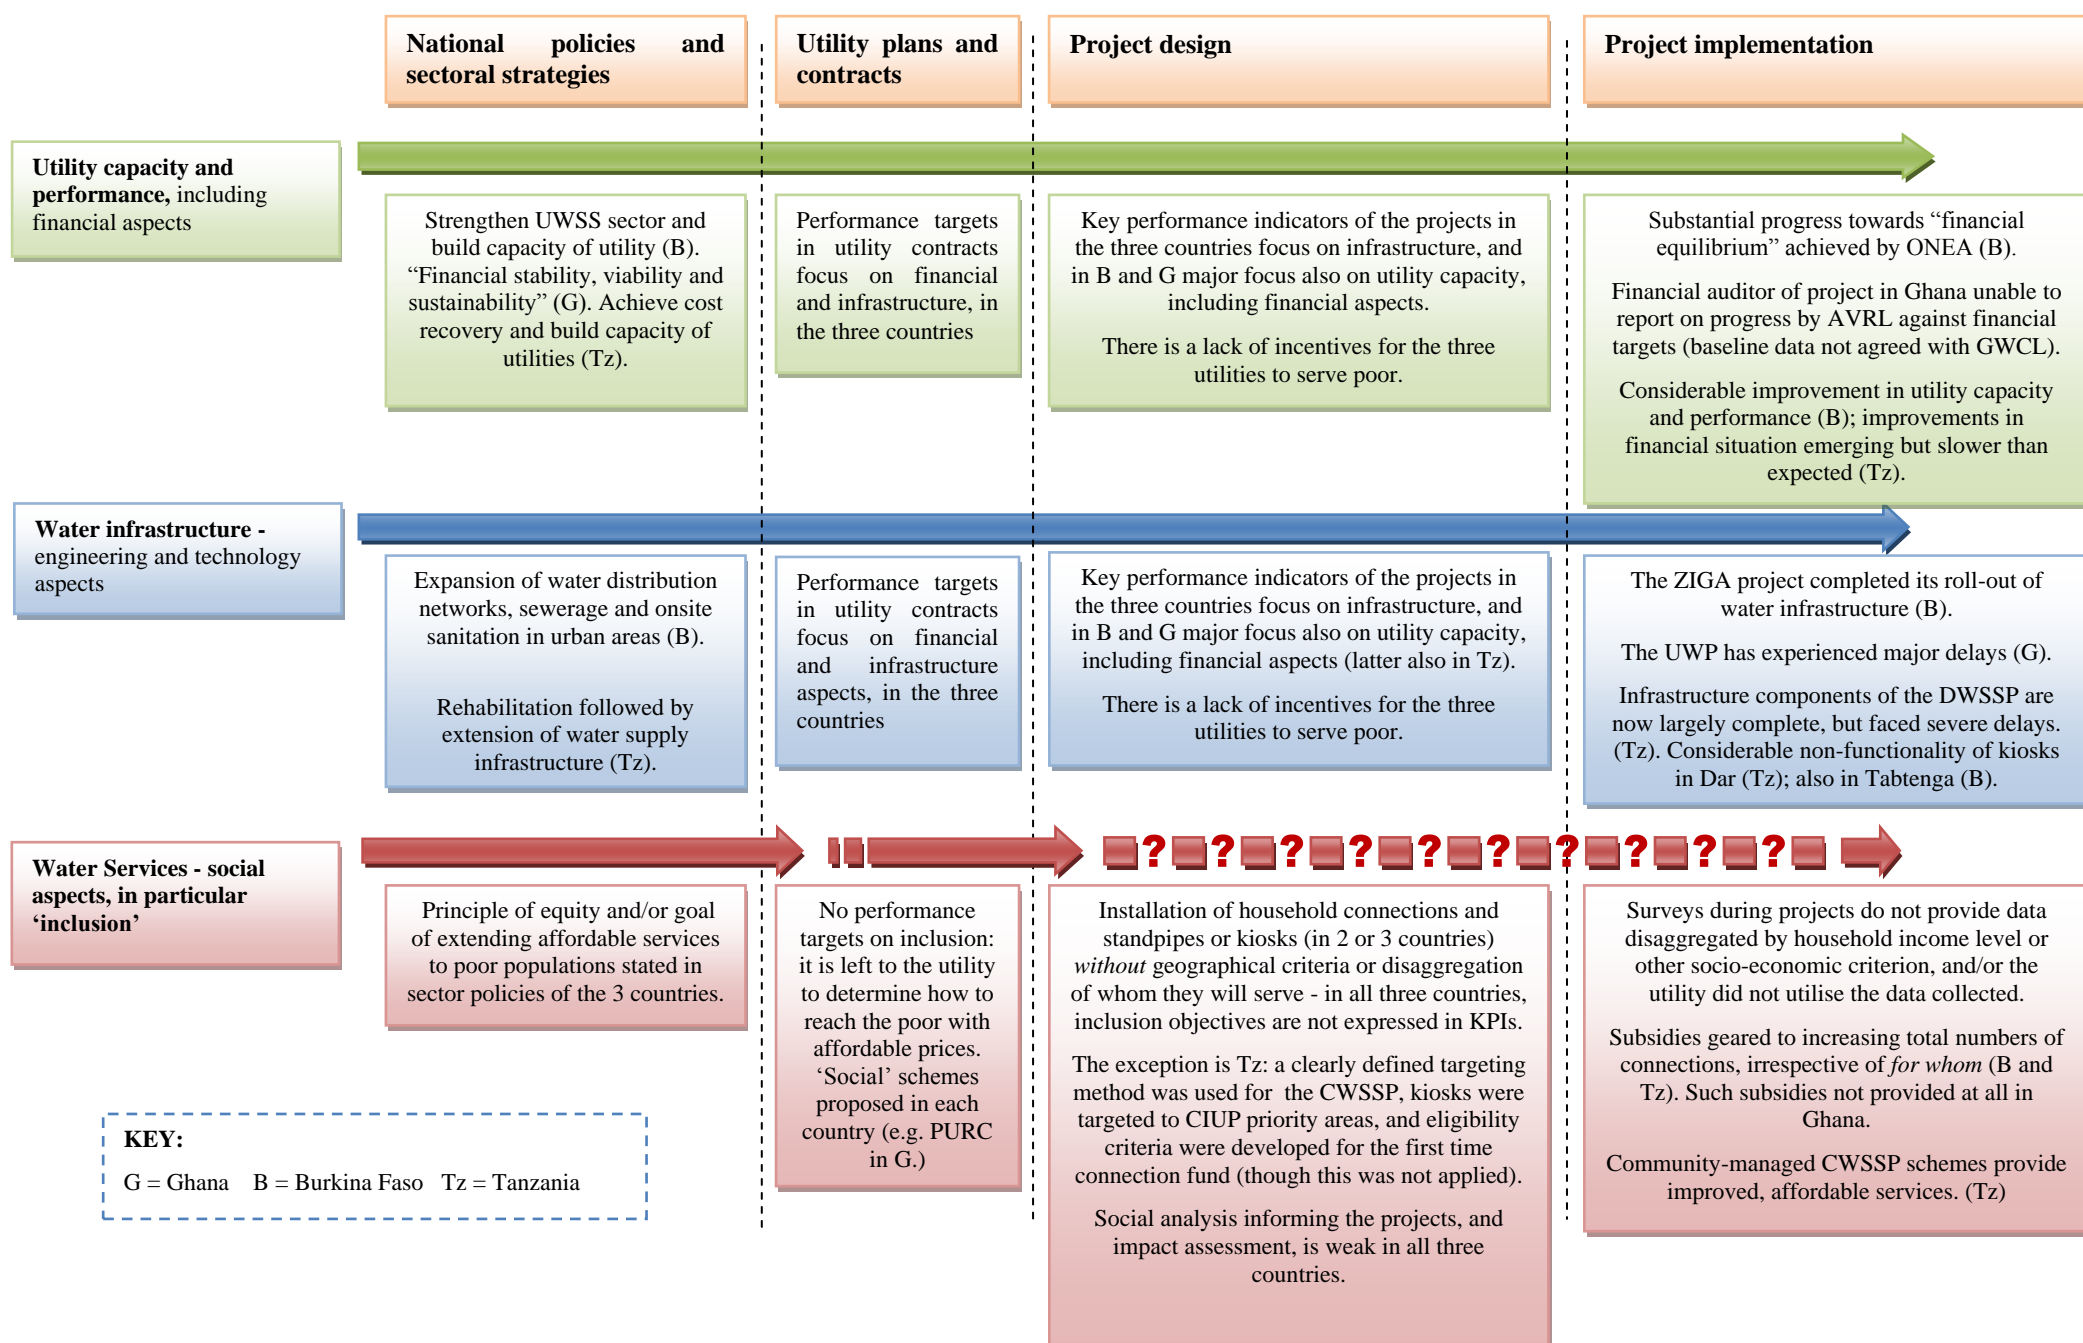 National policies and
sectoral strategies
Utility plans and
contracts
Project design
Project implementation
Utility capacity and
performance, including
financial aspects
Strengthen UWSS sector and
build capacity of utility (B).
“Financial stability, viability and
sustainability” (G). Achieve cost
recovery and build capacity of
utilities (Tz).
Performance targets
in utility contracts
focus on financial
and infrastructure, in
the three countries
Key performance indicators of the projects in
the three countries focus on infrastructure, and
in B and G major focus also on utility capacity,
including financial aspects.
There is a lack of incentives for the three
utilities to serve poor.
Substantial progress towards “financial
equilibrium” achieved by ONEA (B).
Financial auditor of project in Ghana unable to
report on progress by AVRL against financial
targets (baseline data not agreed with GWCL).
Considerable improvement in utility capacity
and performance (B); improvements in
financial situation emerging but slower than
expected (Tz).
Water infrastructure -
engineering and technology
aspects
Expansion of water distribution
networks, sewerage and onsite
sanitation in urban areas (B).
Rehabilitation followed by
extension of water supply
infrastructure (Tz).
Performance targets
in utility contracts
focus on financial
and infrastructure
aspects, in the three
countries
Key performance indicators of the projects in
the three countries focus on infrastructure, and
in B and G major focus also on utility capacity,
including financial aspects (latter also in Tz).
There is a lack of incentives for the three
utilities to serve poor.
The ZIGA project completed its roll-out of
water infrastructure (B).
The UWP has experienced major delays (G).
Infrastructure components of the DWSSP are
now largely complete, but faced severe delays.
(Tz). Considerable non-functionality of kiosks
in Dar (Tz); also in Tabtenga (B).
? ? ? ? ? ? ? ? ? ?
Water Services - social
aspects, in particular
‘inclusion’
Principle of equity and/or goal
of extending affordable services
to poor populations stated in
sector policies of the 3 countries.
No performance
targets on inclusion:
it is left to the utility
to determine how to
reach the poor with
affordable prices.
‘Social’ schemes
proposed in each
country (e.g. PURC
in G.)
Installation of household connections and
standpipes or kiosks (in 2 or 3 countries)
without geographical criteria or disaggregation
of whom they will serve - in all three countries,
inclusion objectives are not expressed in KPIs.
The exception is Tz: a clearly defined targeting
method was used for the CWSSP, kiosks were
targeted to CIUP priority areas, and eligibility
criteria were developed for the first time
connection fund (though this was not applied).
Social analysis informing the projects, and
impact assessment, is weak in all three
countries.
Surveys during projects do not provide data
disaggregated by household income level or
other socio-economic criterion, and/or the
utility did not utilise the data collected.
Subsidies geared to increasing total numbers of
connections, irrespective of for whom (B and
Tz). Such subsidies not provided at all in
Ghana.
Community-managed CWSSP schemes provide
improved, affordable services. (Tz)
KEY:
G = Ghana B = Burkina Faso Tz = Tanzania